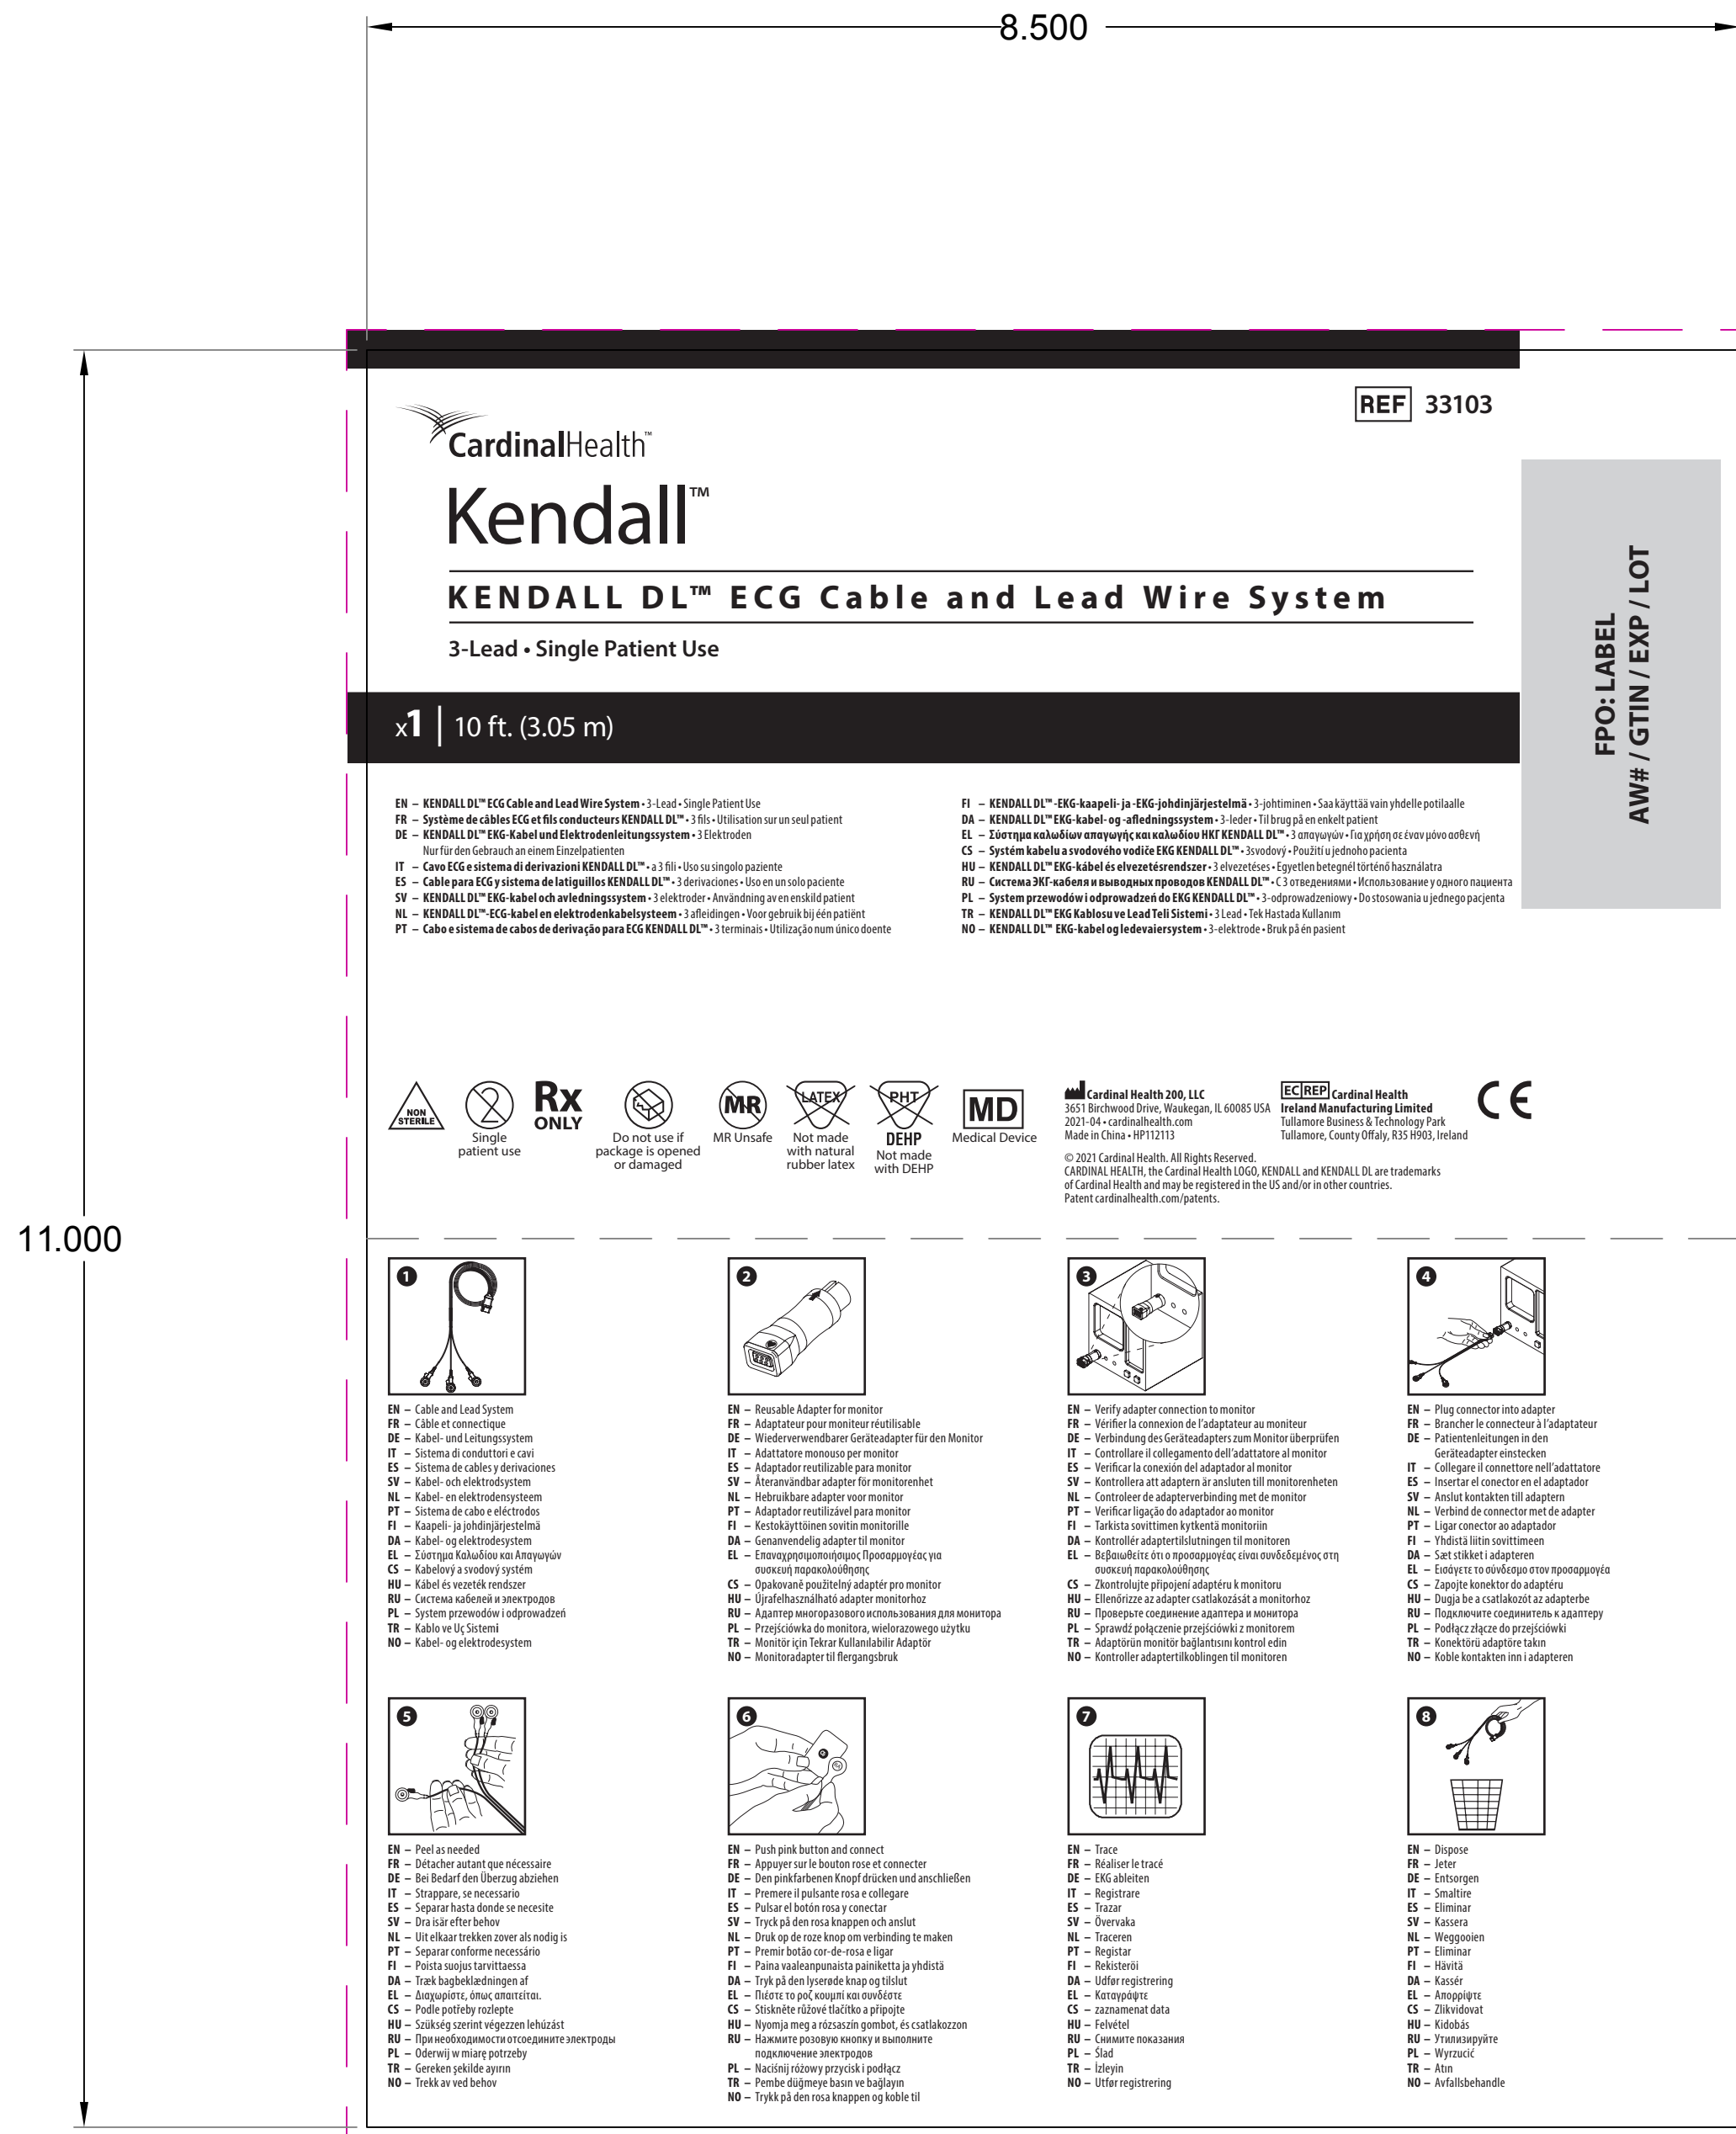 8.500
11.000
REF 33103
CardinalHealth™
Kendall™
KENDALL DL™ ECG Cable and Lead Wire System
3-Lead • Single Patient Use
x1 | 10 ft. (3.05 m)
FPO: LABEL
AW# / GTIN / EXP / LOT
EN – KENDALL DL™ ECG Cable and Lead Wire System • 3-Lead • Single Patient Use
FR – Système de câbles ECG et fils conducteurs KENDALL DL™ • 3 fils • Utilisation sur un seul patient
DE – KENDALL DL™ EKG-Kabel und Elektrodenleitungssystem • 3 Elektroden
Nur für den Gebrauch an einem Einzelpatienten
IT – Cavo ECG e sistema di derivazioni KENDALL DL™ • a 3 fili • Uso su singolo paziente
ES – Cable para ECG y sistema de latiguillos KENDALL DL™ • 3 derivaciones • Uso en un solo paciente
SV – KENDALL DL™ EKG-kabel och avledningssystem • 3 elektroder • Användning av en enskild patient
NL – KENDALL DL™-ECG-kabel en elektrodenkabelsysteem • 3 afleidingen • Voor gebruik bij één patiënt
PT – Cabo e sistema de cabos de derivação para ECG KENDALL DL™ • 3 terminais • Utilização num único doente
FI – KENDALL DL™ -EKG-kaapeli- ja -EKG-johdinjärjestelmä • 3-johtiminen • Saa käyttää vain yhdelle potilaalle
DA – KENDALL DL™ EKG-kabel- og -afledningssystem • 3-leder • Til brug på en enkelt patient
EL – Σύστημα καλωδίων απαγωγής και καλωδίου ΗΚΓ KENDALL DL™ • 3 απαγωγών • Για χρήση σε έναν μόνο ασθενή
CS – Systém kabelu a svodového vodiče EKG KENDALL DL™ • 3svodový • Použití u jednoho pacienta
HU – KENDALL DL™ EKG-kábel és elvezetésrendszer • 3 elvezetéses • Egyetlen betegnél történő használatra
RU – Система ЭКГ-кабеля и выводных проводов KENDALL DL™ • С 3 отведениями • Использование у одного пациента
PL – System przewodów i odprowadzeń do EKG KENDALL DL™ • 3-odprowadzeniowy • Do stosowania u jednego pacjenta
TR – KENDALL DL™ EKG Kablosu ve Lead Teli Sistemi • 3 Lead • Tek Hastada Kullanım
NO – KENDALL DL™ EKG-kabel og ledevaiersystem • 3-elektrode • Bruk på én pasient
NON
STERILE
2
Single
patient use
Rx
ONLY
Do not use if
package is opened
or damaged
MR
MR Unsafe
LATEX
Not made
with natural
rubber latex
PHT
DEHP
Not made
with DEHP
MD
Medical Device
Cardinal Health 200, LLC
3651 Birchwood Drive, Waukegan, IL 60085 USA
2021-04 • cardinalhealth.com
Made in China • HP112113
EC REP Cardinal Health
Ireland Manufacturing Limited
Tullamore Business & Technology Park
Tullamore, County Offaly, R35 H903, Ireland
CE
© 2021 Cardinal Health. All Rights Reserved.
CARDINAL HEALTH, the Cardinal Health LOGO, KENDALL and KENDALL DL are trademarks
of Cardinal Health and may be registered in the US and/or in other countries.
Patent cardinalhealth.com/patents.
1
EN – Cable and Lead System
FR – Câble et connectique
DE – Kabel- und Leitungssystem
IT – Sistema di conduttori e cavi
ES – Sistema de cables y derivaciones
SV – Kabel- och elektrodsystem
NL – Kabel- en elektrodensysteem
PT – Sistema de cabo e eléctrodos
FI – Kaapeli- ja johdinjärjestelmä
DA – Kabel- og elektrodesystem
EL – Σύστημα Καλωδίου και Απαγωγών
CS – Kabelový a svodový systém
HU – Kábel és vezeték rendszer
RU – Система кабелей и электродов
PL – System przewodów i odprowadzeń
TR – Kablo ve Uç Sistemi
NO – Kabel- og elektrodesystem
2
EN – Reusable Adapter for monitor
FR – Adaptateur pour moniteur réutilisable
DE – Wiederverwendbarer Geräteadapter für den Monitor
IT – Adattatore monouso per monitor
ES – Adaptador reutilizable para monitor
SV – Återanvändbar adapter för monitorenhet
NL – Hebruikbare adapter voor monitor
PT – Adaptador reutilizável para monitor
FI – Kestokäyttöinen sovitin monitorille
DA – Genanvendelig adapter til monitor
EL – Επαναχρησιμοποιήσιμος Προσαρμογέας για
συσκευή παρακολούθησης
CS – Opakovaně použitelný adaptér pro monitor
HU – Újrafelhasználható adapter monitorhoz
RU – Адаптер многоразового использования для монитора
PL – Przejściówka do monitora, wielorazowego użytku
TR – Monitör için Tekrar Kullanılabilir Adaptör
NO – Monitoradapter til flergangsbruk
3
EN – Verify adapter connection to monitor
FR – Vérifier la connexion de l'adaptateur au moniteur
DE – Verbindung des Geräteadapters zum Monitor überprüfen
IT – Controllare il collegamento dell'adattatore al monitor
ES – Verificar la conexión del adaptador al monitor
SV – Kontrollera att adaptern är ansluten till monitorenheten
NL – Controleer de adapterverbinding met de monitor
PT – Verificar ligação do adaptador ao monitor
FI – Tarkista sovittimen kytkentä monitoriin
DA – Kontrollér adaptertilslutningen til monitoren
EL – Βεβαιωθείτε ότι ο προσαρμογέας είναι συνδεδεμένος στη
συσκευή παρακολούθησης
CS – Zkontrolujte připojení adaptéru k monitoru
HU – Ellenőrizze az adapter csatlakozását a monitorhoz
RU – Проверьте соединение адаптера и монитора
PL – Sprawdź połączenie przejściówki z monitorem
TR – Adaptörün monitör bağlantısını kontrol edin
NO – Kontroller adaptertilkoblingen til monitoren
4
EN – Plug connector into adapter
FR – Brancher le connecteur à l'adaptateur
DE – Patientenleitungen in den
Geräteadapter einstecken
IT – Collegare il connettore nell'adattatore
ES – Insertar el conector en el adaptador
SV – Anslut kontakten till adaptern
NL – Verbind de connector met de adapter
PT – Ligar conector ao adaptador
FI – Yhdistä liitin sovittimeen
DA – Sæt stikket i adapteren
EL – Εισάγετε το σύνδεσμο στον προσαρμογέα
CS – Zapojte konektor do adaptéru
HU – Dugja be a csatlakozót az adapterbe
RU – Подключите соединитель к адаптеру
PL – Podłącz złącze do przejściówki
TR – Konektörü adaptöre takın
NO – Koble kontakten inn i adapteren
5
EN – Peel as needed
FR – Détacher autant que nécessaire
DE – Bei Bedarf den Überzug abziehen
IT – Strappare, se necessario
ES – Separar hasta donde se necesite
SV – Dra isär efter behov
NL – Uit elkaar trekken zover als nodig is
PT – Separar conforme necessário
FI – Poista suojus tarvittaessa
DA – Træk bagbeklædningen af
EL – Διαχωρίστε, όπως απαιτείται.
CS – Podle potřeby rozlepte
HU – Szükség szerint végezzen lehúzást
RU – При необходимости отсоедините электроды
PL – Oderwij w miarę potrzeby
TR – Gereken şekilde ayırın
NO – Trekk av ved behov
6
EN – Push pink button and connect
FR – Appuyer sur le bouton rose et connecter
DE – Den pinkfarbenen Knopf drücken und anschließen
IT – Premere il pulsante rosa e collegare
ES – Pulsar el botón rosa y conectar
SV – Tryck på den rosa knappen och anslut
NL – Druk op de roze knop om verbinding te maken
PT – Premir botão cor-de-rosa e ligar
FI – Paina vaaleanpunaista painiketta ja yhdistä
DA – Tryk på den lyserøde knap og tilslut
EL – Πιέστε το ροζ κουμπί και συνδέστε
CS – Stiskněte růžové tlačítko a připojte
HU – Nyomja meg a rózsaszín gombot, és csatlakozzon
RU – Нажмите розовую кнопку и выполните
подключение электродов
PL – Naciśnij różowy przycisk i podłącz
TR – Pembe düğmeye basın ve bağlayın
NO – Trykk på den rosa knappen og koble til
7
EN – Trace
FR – Réaliser le tracé
DE – EKG ableiten
IT – Registrare
ES – Trazar
SV – Övervaka
NL – Traceren
PT – Registar
FI – Rekisteröi
DA – Udfør registrering
EL – Καταγράψτε
CS – zaznamenat data
HU – Felvétel
RU – Снимите показания
PL – Ślad
TR – İzleyin
NO – Utfør registrering
8
EN – Dispose
FR – Jeter
DE – Entsorgen
IT – Smaltire
ES – Eliminar
SV – Kassera
NL – Weggooien
PT – Eliminar
FI – Hävitä
DA – Kassér
EL – Απορρίψτε
CS – Zlikvidovat
HU – Kidobás
RU – Утилизируйте
PL – Wyrzucić
TR – Atın
NO – Avfallsbehandle